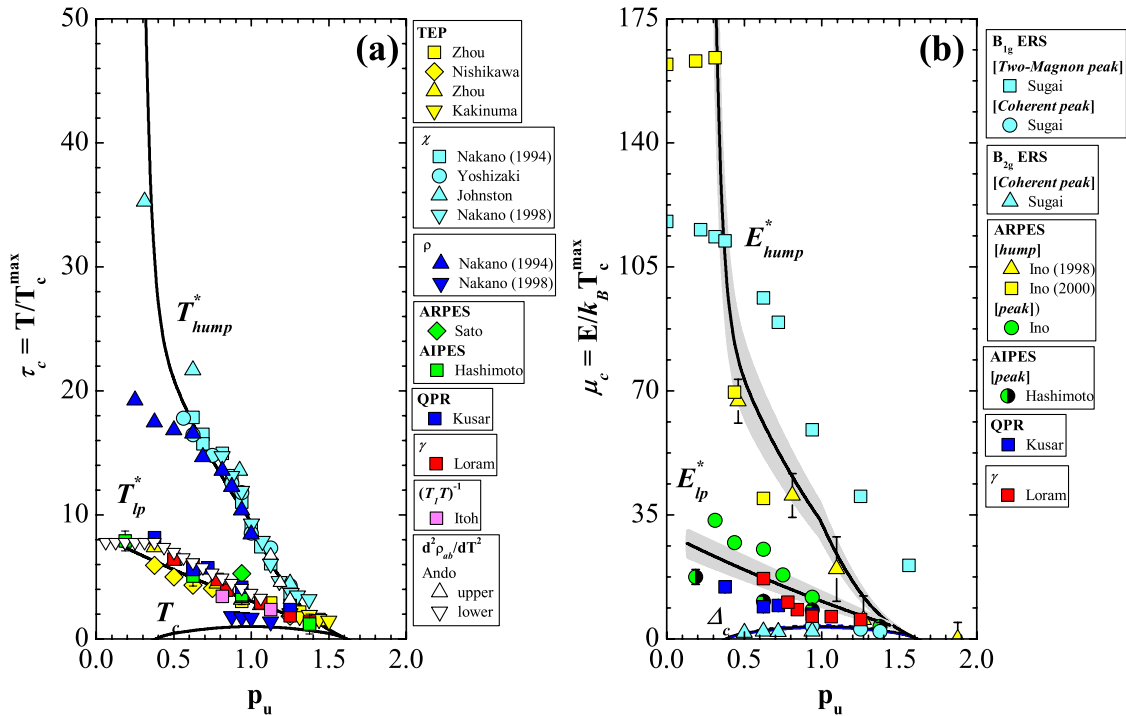 (a)
50
40
30
20
10
0
0.0
0.5
1.0
1.5
2.0
τc = T/Tc^max
pu
T*hump
T*lp
Tc
TEP
Zhou
Nishikawa
Zhou
Kakinuma
χ
Nakano (1994)
Yoshizaki
Johnston
Nakano (1998)
ρ
Nakano (1994)
Nakano (1998)
ARPES
Sato
AIPES
Hashimoto
QPR
Kusar
γ
Loram
(T1T)^-1
Itoh
d²ρab/dT²
Ando
upper
lower
(b)
175
140
105
70
35
0
0.0
0.5
1.0
1.5
2.0
μc = E/kBTc^max
pu
E*hump
E*lp
Δc
B1g ERS
[Two-Magnon peak]
Sugai
[Coherent peak]
Sugai
B2g ERS
[Coherent peak]
Sugai
ARPES
[hump]
Ino (1998)
Ino (2000)
[peak])
Ino
AIPES
[peak]
Hashimoto
QPR
Kusar
γ
Loram